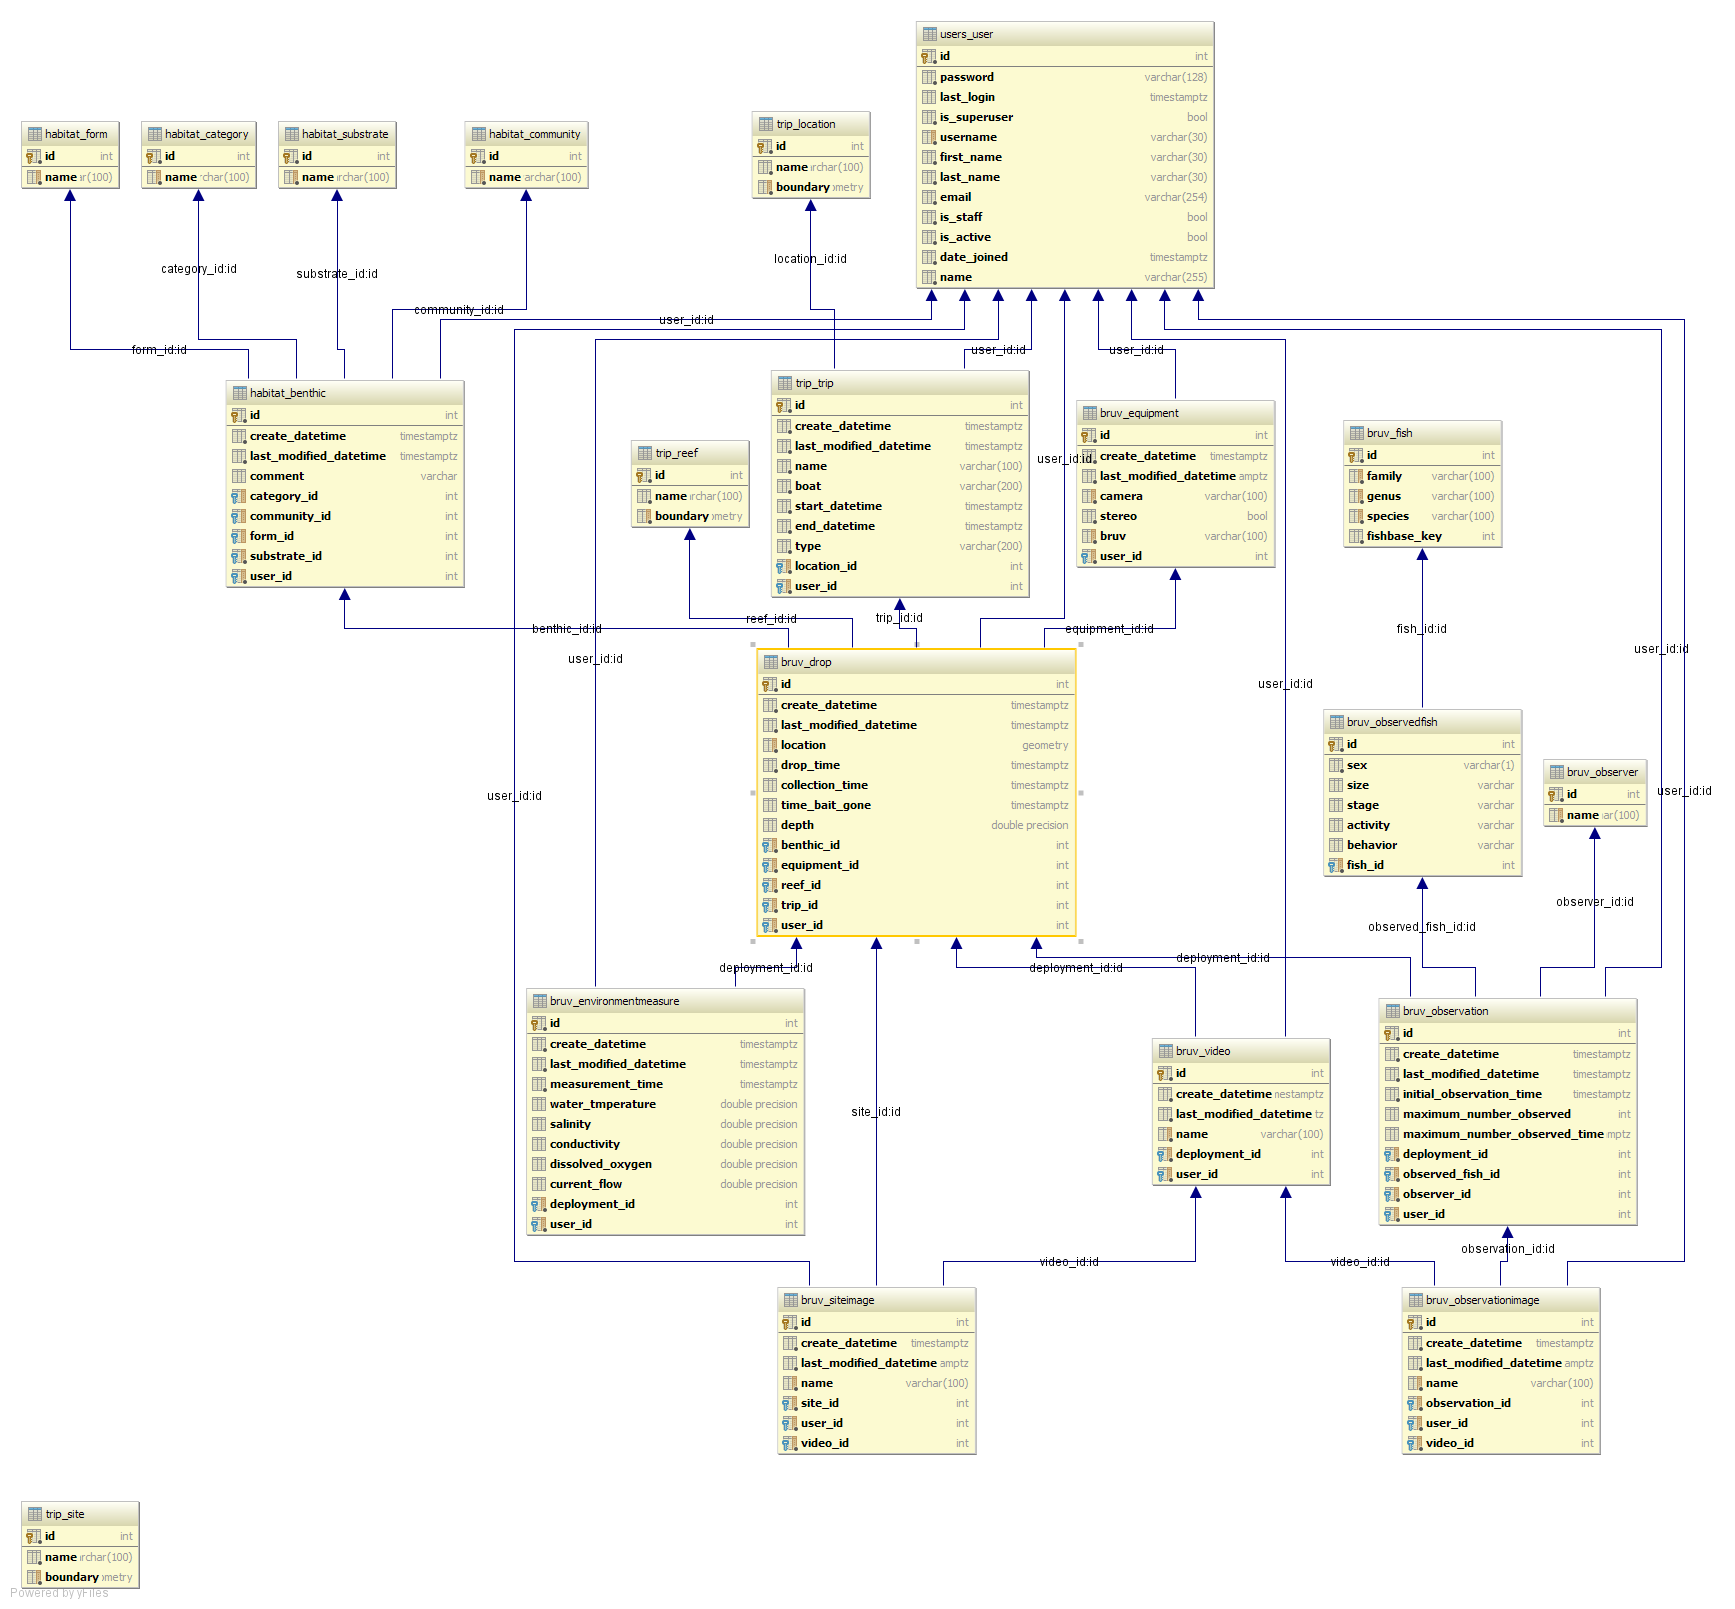 users_user
id int
password varchar(128)
last_login timestamptz
is_superuser bool
username varchar(30)
first_name varchar(30)
last_name varchar(30)
email varchar(254)
is_staff bool
is_active bool
date_joined timestamptz
name varchar(255)
habitat_form
id int
name ar(100)
habitat_category
id int
name rchar(100)
habitat_substrate
id int
name rchar(100)
habitat_community
id int
name archar(100)
trip_location
id int
name rchar(100)
boundary ometry
location_id:id
category_id:id
substrate_id:id
community_id:id
user_id:id
form_id:id
user_id:id
user_id:id
habitat_benthic
id int
create_datetime timestamptz
last_modified_datetime timestamptz
comment varchar
category_id int
community_id int
form_id int
substrate_id int
user_id int
trip_trip
id int
create_datetime timestamptz
last_modified_datetime timestamptz
name varchar(100)
boat varchar(200)
start_datetime timestamptz
end_datetime timestamptz
type varchar(200)
location_id int
user_id int
bruv_equipment
id int
create_datetime timestamptz
last_modified_datetime amptz
camera varchar(100)
stereo bool
bruv varchar(100)
user_id int
trip_reef
id int
name archar(100)
boundary ometry
bruv_fish
id int
family varchar(100)
genus varchar(100)
species varchar(100)
fishbase_key int
user_id:id
benthic_id:id
reef_id:id
trip_id:id
equipment_id:id
fish_id:id
user_id:id
user_id:id
user_id:id
bruv_drop
id int
create_datetime timestamptz
last_modified_datetime timestamptz
location geometry
drop_time timestamptz
collection_time timestamptz
time_bait_gone timestamptz
depth double precision
benthic_id int
equipment_id int
reef_id int
trip_id int
user_id int
bruv_observedfish
id int
sex varchar(1)
size varchar
stage varchar
activity varchar
behavior varchar
fish_id int
bruv_observer
id int
name ar(100)
user_id:id
user_id:id
observer_id:id
observed_fish_id:id
deployment_id:id
deployment_id:id
deployment_id:id
bruv_environmentmeasure
id int
create_datetime timestamptz
last_modified_datetime timestamptz
measurement_time timestamptz
water_tmperature double precision
salinity double precision
conductivity double precision
dissolved_oxygen double precision
current_flow double precision
deployment_id int
user_id int
site_id:id
bruv_video
id int
create_datetime nestamptz
last_modified_datetime tz
name varchar(100)
deployment_id int
user_id int
bruv_observation
id int
create_datetime timestamptz
last_modified_datetime timestamptz
initial_observation_time timestamptz
maximum_number_observed int
maximum_number_observed_time mptz
deployment_id int
observed_fish_id int
observer_id int
user_id int
observation_id:id
video_id:id
video_id:id
bruv_siteimage
id int
create_datetime timestamptz
last_modified_datetime amptz
name varchar(100)
site_id int
user_id int
video_id int
bruv_observationimage
id int
create_datetime timestamptz
last_modified_datetime amptz
name varchar(100)
observation_id int
user_id int
video_id int
trip_site
id int
name rchar(100)
boundary ometry
Powered by yFiles